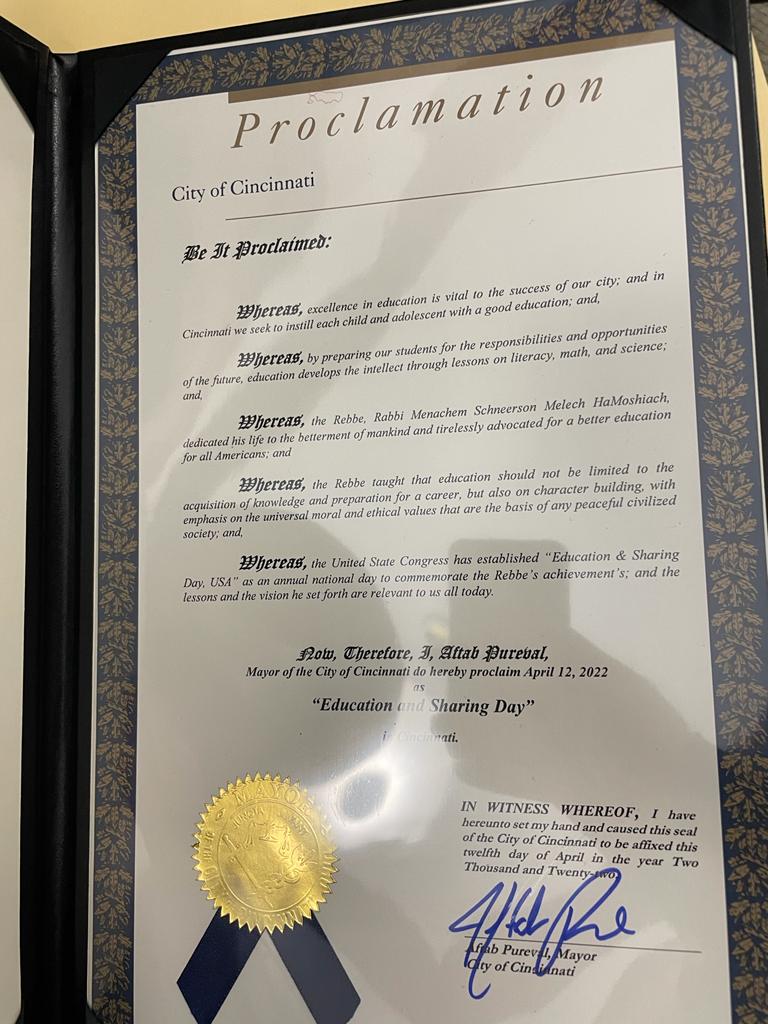 Proclamation
City of Cincinnati
Be It Proclaimed:
Whereas, excellence in education is vital to the success of our city; and in
Cincinnati we seek to instill each child and adolescent with a good education; and,
Whereas, by preparing our students for the responsibilities and opportunities
of the future, education develops the intellect through lessons on literacy, math, and science;
and,
Whereas, the Rebbe, Rabbi Menachem Schneerson Melech HaMoshiach,
dedicated his life to the betterment of mankind and tirelessly advocated for a better education
for all Americans; and
Whereas, the Rebbe taught that education should not be limited to the
acquisition of knowledge and preparation for a career, but also on character building, with
emphasis on the universal moral and ethical values that are the basis of any peaceful civilized
society; and,
Whereas, the United State Congress has established “Education & Sharing
Day, USA” as an annual national day to commemorate the Rebbe’s achievement’s; and the
lessons and the vision he set forth are relevant to us all today.
Now, Therefore, I, Aftab Pureval,
Mayor of the City of Cincinnati do hereby proclaim April 12, 2022
as
“Education and Sharing Day”
in Cincinnati.
IN WITNESS WHEREOF, I have
hereunto set my hand and caused this seal
of the City of Cincinnati to be affixed this
twelfth day of April in the year Two
Thousand and Twenty-two
Aftab Pureval, Mayor
City of Cincinnati
MAYOR